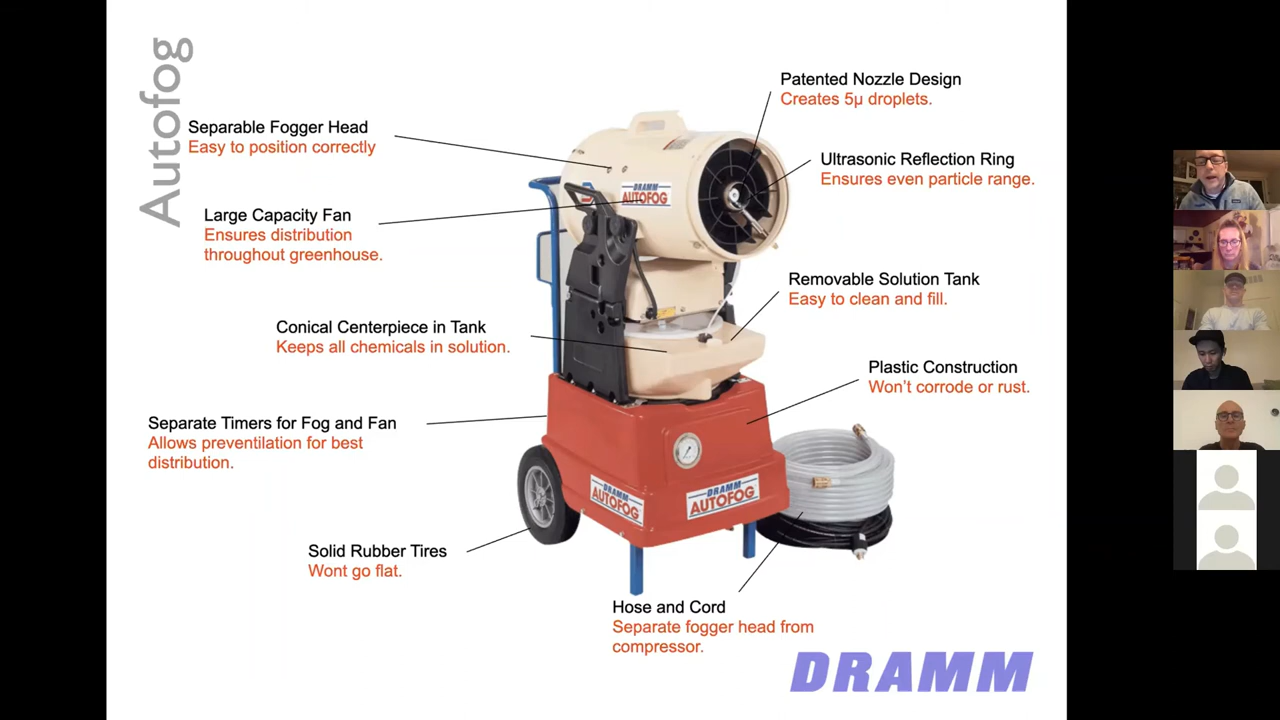 Autofog
Patented Nozzle Design
Creates 5µ droplets.
Separable Fogger Head
Easy to position correctly
Ultrasonic Reflection Ring
Ensures even particle range.
DRAMM
AUTOFOG
Large Capacity Fan
Ensures distribution
throughout greenhouse.
Removable Solution Tank
Easy to clean and fill.
Conical Centerpiece in Tank
Keeps all chemicals in solution.
Plastic Construction
Won't corrode or rust.
Separate Timers for Fog and Fan
Allows preventilation for best
distribution.
DRAMM
AUTOFOG
DRAMM
AUTOFOG
Solid Rubber Tires
Wont go flat.
Hose and Cord
Separate fogger head from
compressor.
DRAMM